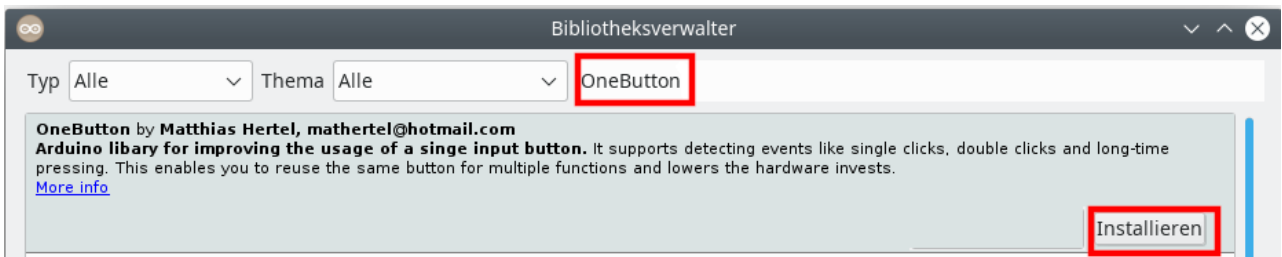 Bibliotheksverwalter
Typ Alle Thema Alle OneButton
OneButton by Matthias Hertel, mathertel@hotmail.com
Arduino libary for improving the usage of a singe input button. It supports detecting events like single clicks, double clicks and long-time
pressing. This enables you to reuse the same button for multiple functions and lowers the hardware invests.
More info
Installieren